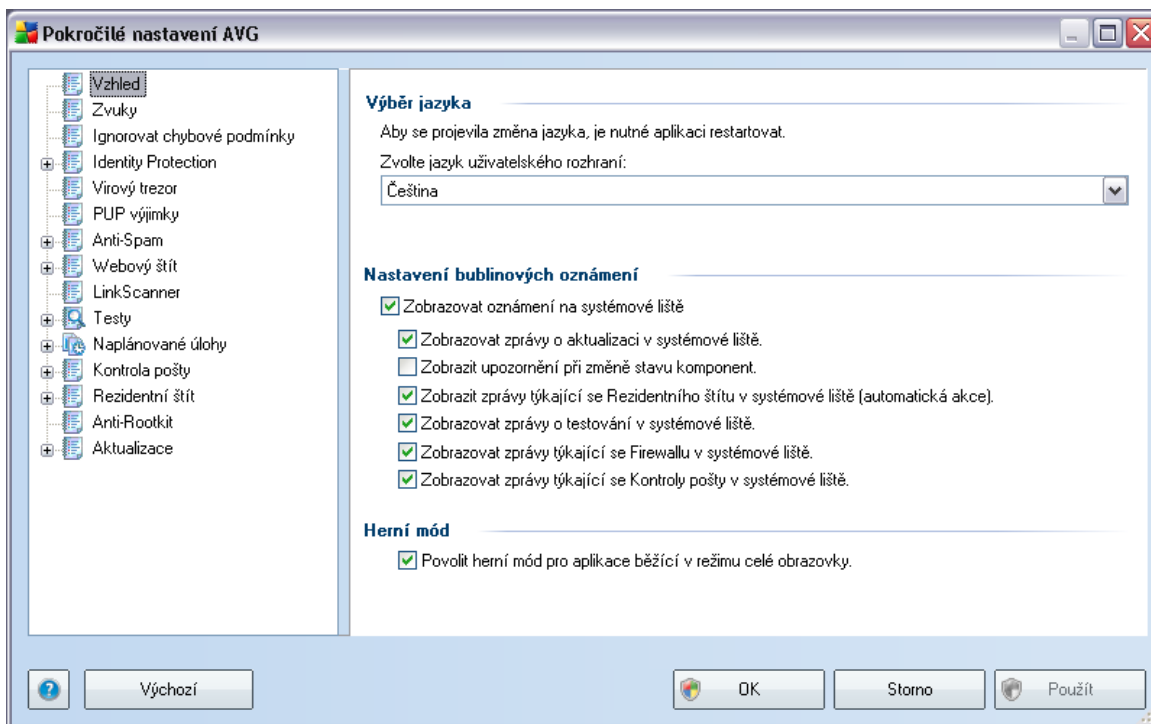 Pokročilé nastavení AVG
Vzhled
Zvuky
Ignorovat chybové podmínky
Identity Protection
Virový trezor
PUP výjimky
Anti-Spam
Webový štít
LinkScanner
Testy
Naplánované úlohy
Kontrola pošty
Rezidentní štít
Anti-Rootkit
Aktualizace
Výběr jazyka
Aby se projevila změna jazyka, je nutné aplikaci restartovat.
Zvolte jazyk uživatelského rozhraní:
Čeština
Nastavení bublinových oznámení
Zobrazovat oznámení na systémové liště
Zobrazovat zprávy o aktualizaci v systémové liště.
Zobrazit upozornění při změně stavu komponent.
Zobrazit zprávy týkající se Rezidentního štítu v systémové liště (automatická akce).
Zobrazovat zprávy o testování v systémové liště.
Zobrazovat zprávy týkající se Firewallu v systémové liště.
Zobrazovat zprávy týkající se Kontroly pošty v systémové liště.
Herní mód
Povolit herní mód pro aplikace běžící v režimu celé obrazovky.
?
Výchozí
OK
Storno
Použít